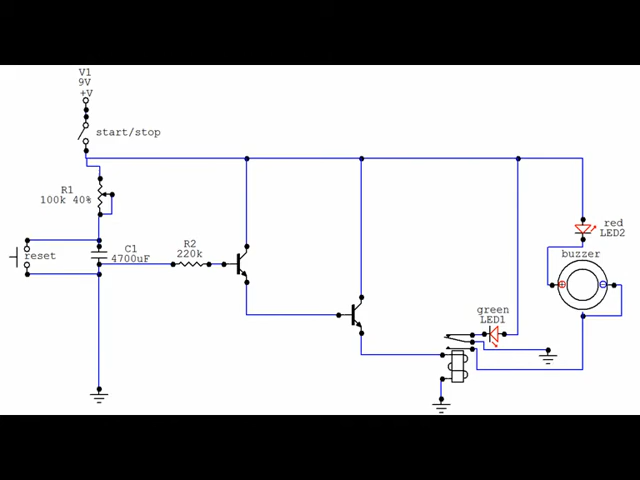 V1
9V
+V
start/stop
R1
100k 40%
reset
C1
4700uF
R2
220k
red
LED2
buzzer
green
LED1